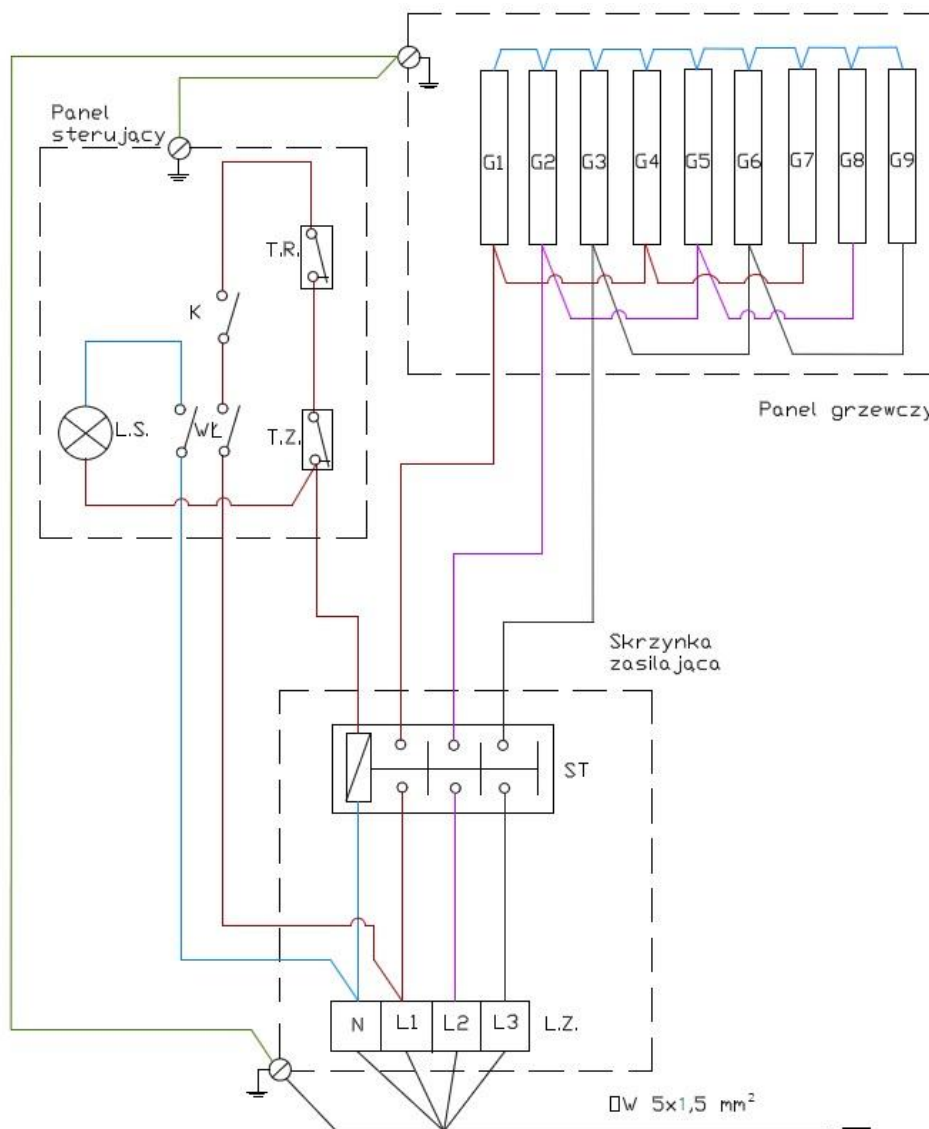 Panel
sterujący
G1 G2 G3 G4 G5 G6 G7 G8 G9
T.R.
K
L.S.
WŁ
T.Z.
Panel grzewczy
Skrzynka
zasilająca
ST
N L1 L2 L3 L.Z.
OW 5x1,5 mm²